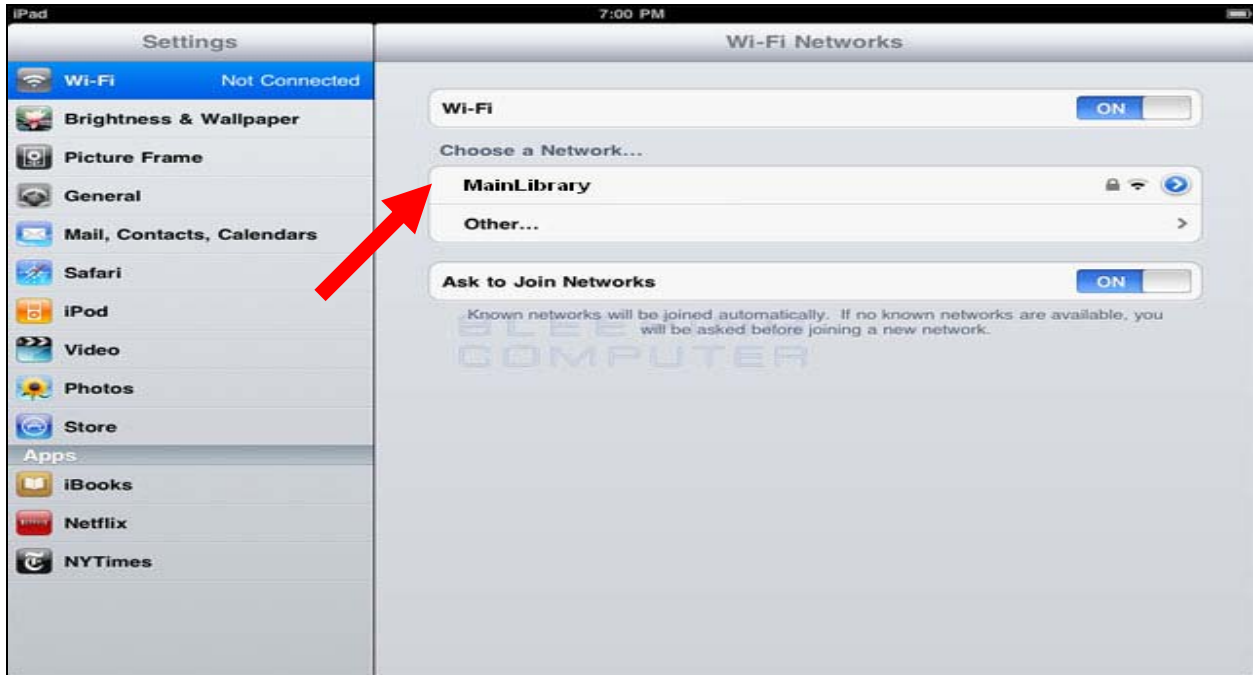 iPad 7:00 PM
Settings
Wi-Fi Not Connected
Brightness & Wallpaper
Picture Frame
General
Mail, Contacts, Calendars
Safari
iPod
Video
Photos
Store
Apps
iBooks
Netflix
NYTimes
Wi-Fi Networks
Wi-Fi ON
Choose a Network...
MainLibrary
Other...
Ask to Join Networks ON
Known networks will be joined automatically. If no known networks are available, you
will be asked before joining a new network.
COMPUTER